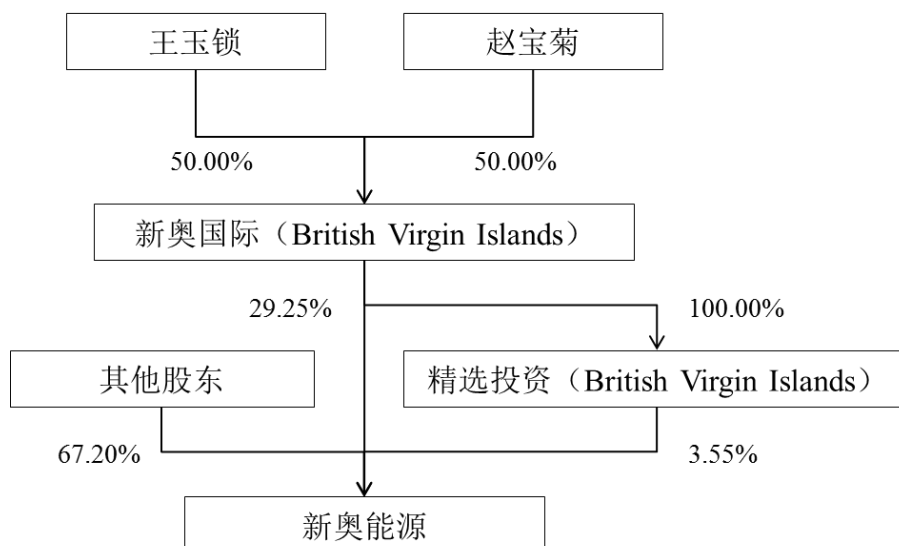 王玉锁
赵宝菊
50.00%
50.00%
新奥国际（British Virgin Islands）
29.25%
100.00%
其他股东
精选投资（British Virgin Islands）
67.20%
3.55%
新奥能源